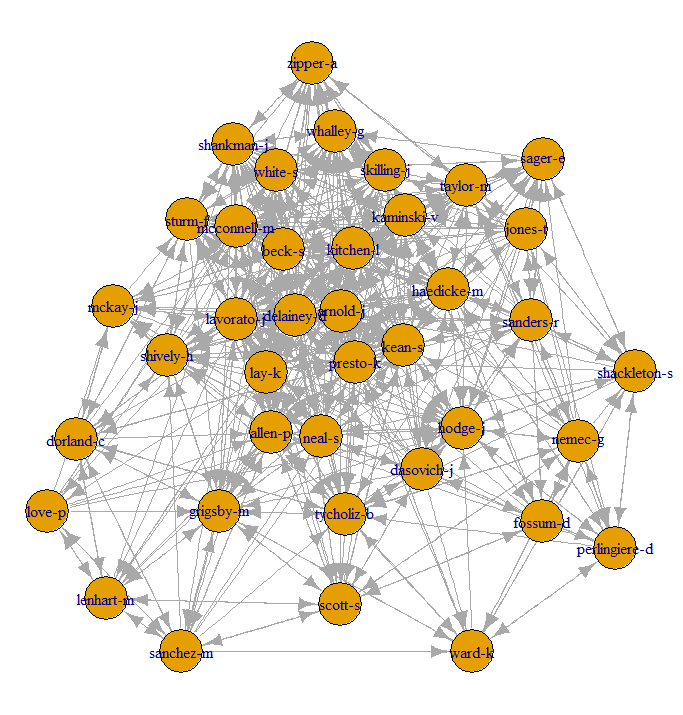 zipper-a
whalley-g
shankman-j
sager-e
white-s
skilling-j
taylor-m
kaminski-v
sturm-f
mcconnell-m
jones-t
beck-s
kitchen-l
haedicke-m
mckay-j
arnold-j
delainey-d
lavorato-j
sanders-r
kean-s
shively-h
presto-k
lay-k
shackleton-s
hodge-j
allen-p
neal-s
dorland-c
nemec-g
dasovich-j
love-p
grigsby-m
tycholiz-b
fossum-d
perlingiere-d
lenhart-m
scott-s
sanchez-m
ward-k